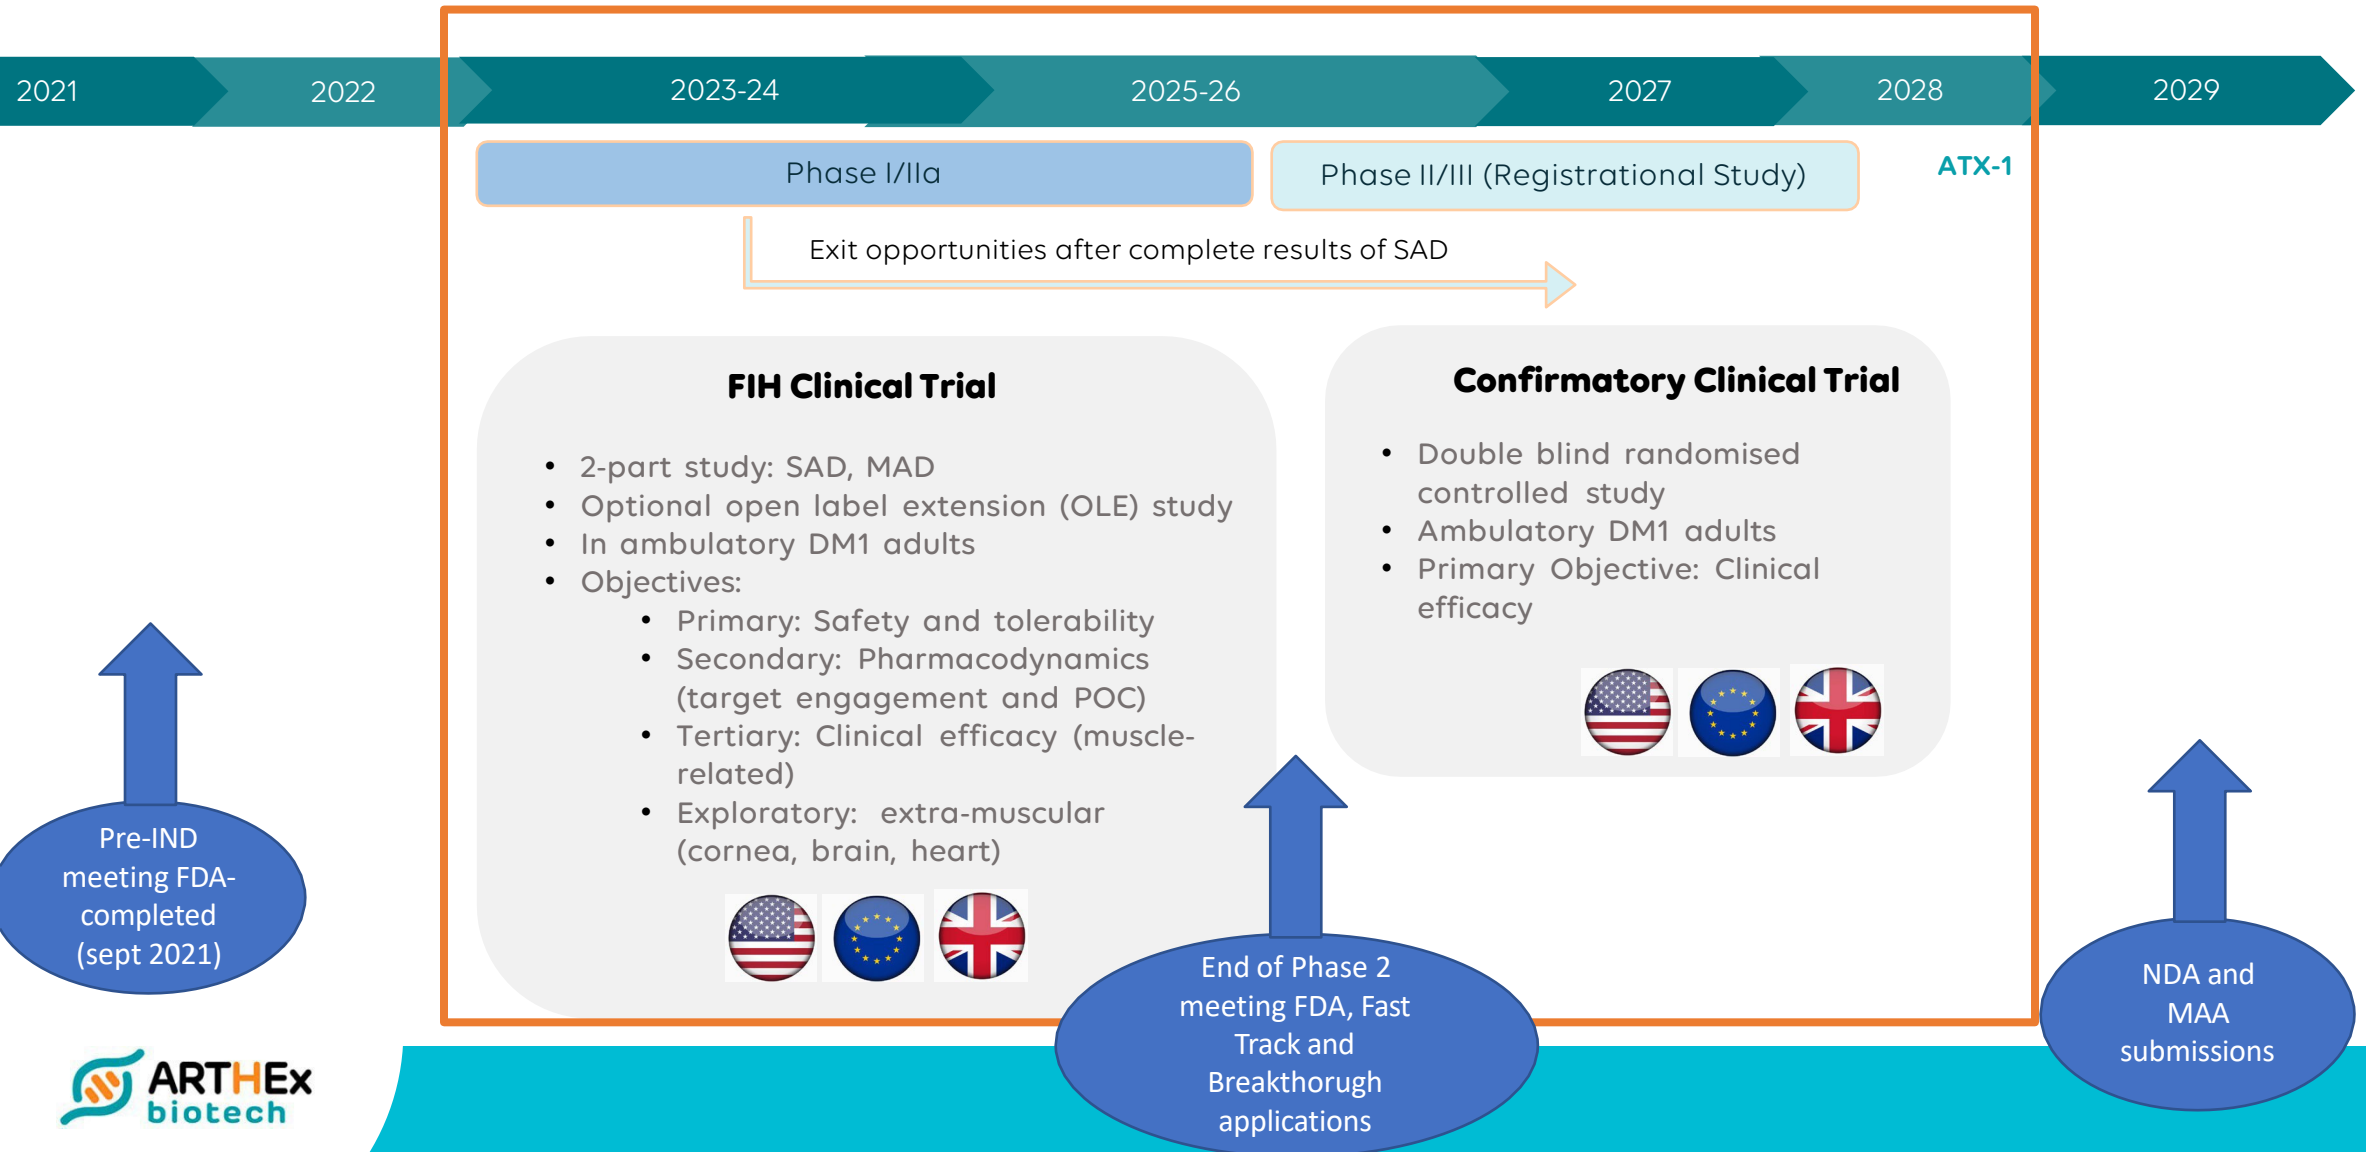 2021
2022
2023-24
2025-26
2027
2028
2029
Phase I/IIa
Phase II/III (Registrational Study)
ATX-1
Exit opportunities after complete results of SAD
FIH Clinical Trial
• 2-part study: SAD, MAD
• Optional open label extension (OLE) study
• In ambulatory DM1 adults
• Objectives:
• Primary: Safety and tolerability
• Secondary: Pharmacodynamics
(target engagement and POC)
• Tertiary: Clinical efficacy (muscle-
related)
• Exploratory: extra-muscular
(cornea, brain, heart)
Confirmatory Clinical Trial
• Double blind randomised
controlled study
• Ambulatory DM1 adults
• Primary Objective: Clinical
efficacy
Pre-IND
meeting FDA-
completed
(sept 2021)
End of Phase 2
meeting FDA, Fast
Track and
Breakthorugh
applications
NDA and
MAA
submissions
ARTHEx
biotech